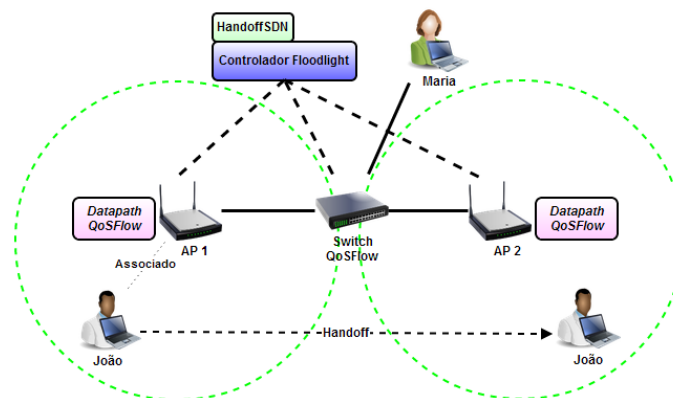 HandoffSDN
Controlador Floodlight
Maria
Datapath
QoSFlow
AP 1
Switch
QoSFlow
AP 2
Datapath
QoSFlow
Associado
João
Handoff
João